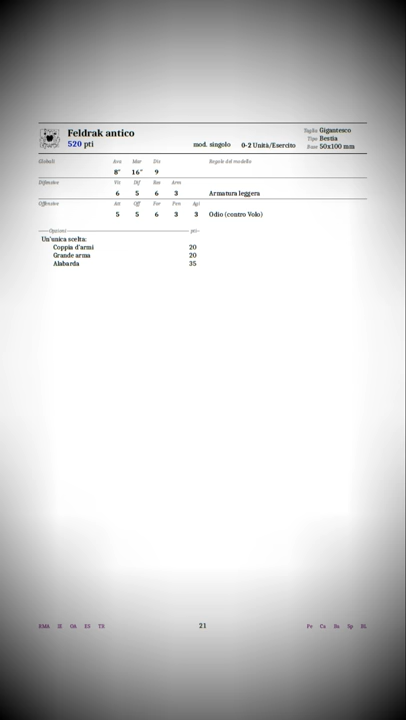 Feldrak antico
520 pti
mod. singolo 0-2 Unità/Esercito
Taglia Gigantesco
Tipo Bestia
Base 50x100 mm
Globali Ava Mar Dis Regole del modello
8" 16" 9
Difensive Vit Dif Res Arm
6 5 6 3 Armatura leggera
Offensive Att Off For Pen Agi
5 5 6 3 3 Odio (contro Volo)
Opzioni pti
Un'unica scelta:
Coppia d'armi 20
Grande arma 20
Alabarda 35
21